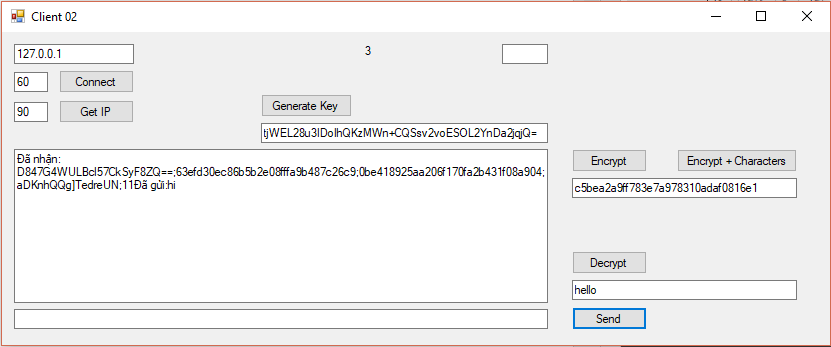 Client 02
127.0.0.1
3
60
Connect
90
Get IP
Generate Key
tjWEL28u3IDoIhQKzMWn+CQSsv2voESOL2YnDa2jqjQ=
Đã nhận:
D847G4WULBcI57CkSyF8ZQ==;63efd30ec86b5b2e08fffa9b487c26c9;0be418925aa206f170fa2b431f08a904;
aDKnhQQg]TedreUN;11Đã gửi:hi
Encrypt
Encrypt + Characters
c5bea2a9ff783e7a978310adaf0816e1
Decrypt
hello
Send